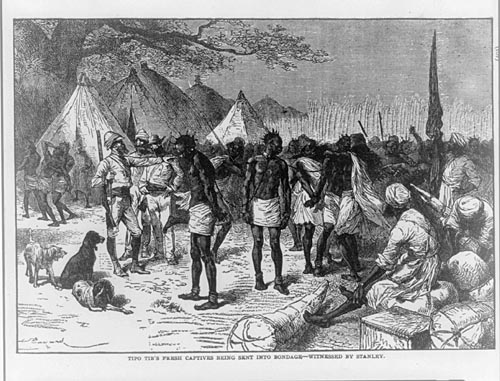 TIPO TIB'S FRESH CAPTIVES BEING SENT INTO BONDAGE—WITNESSED BY STANLEY.